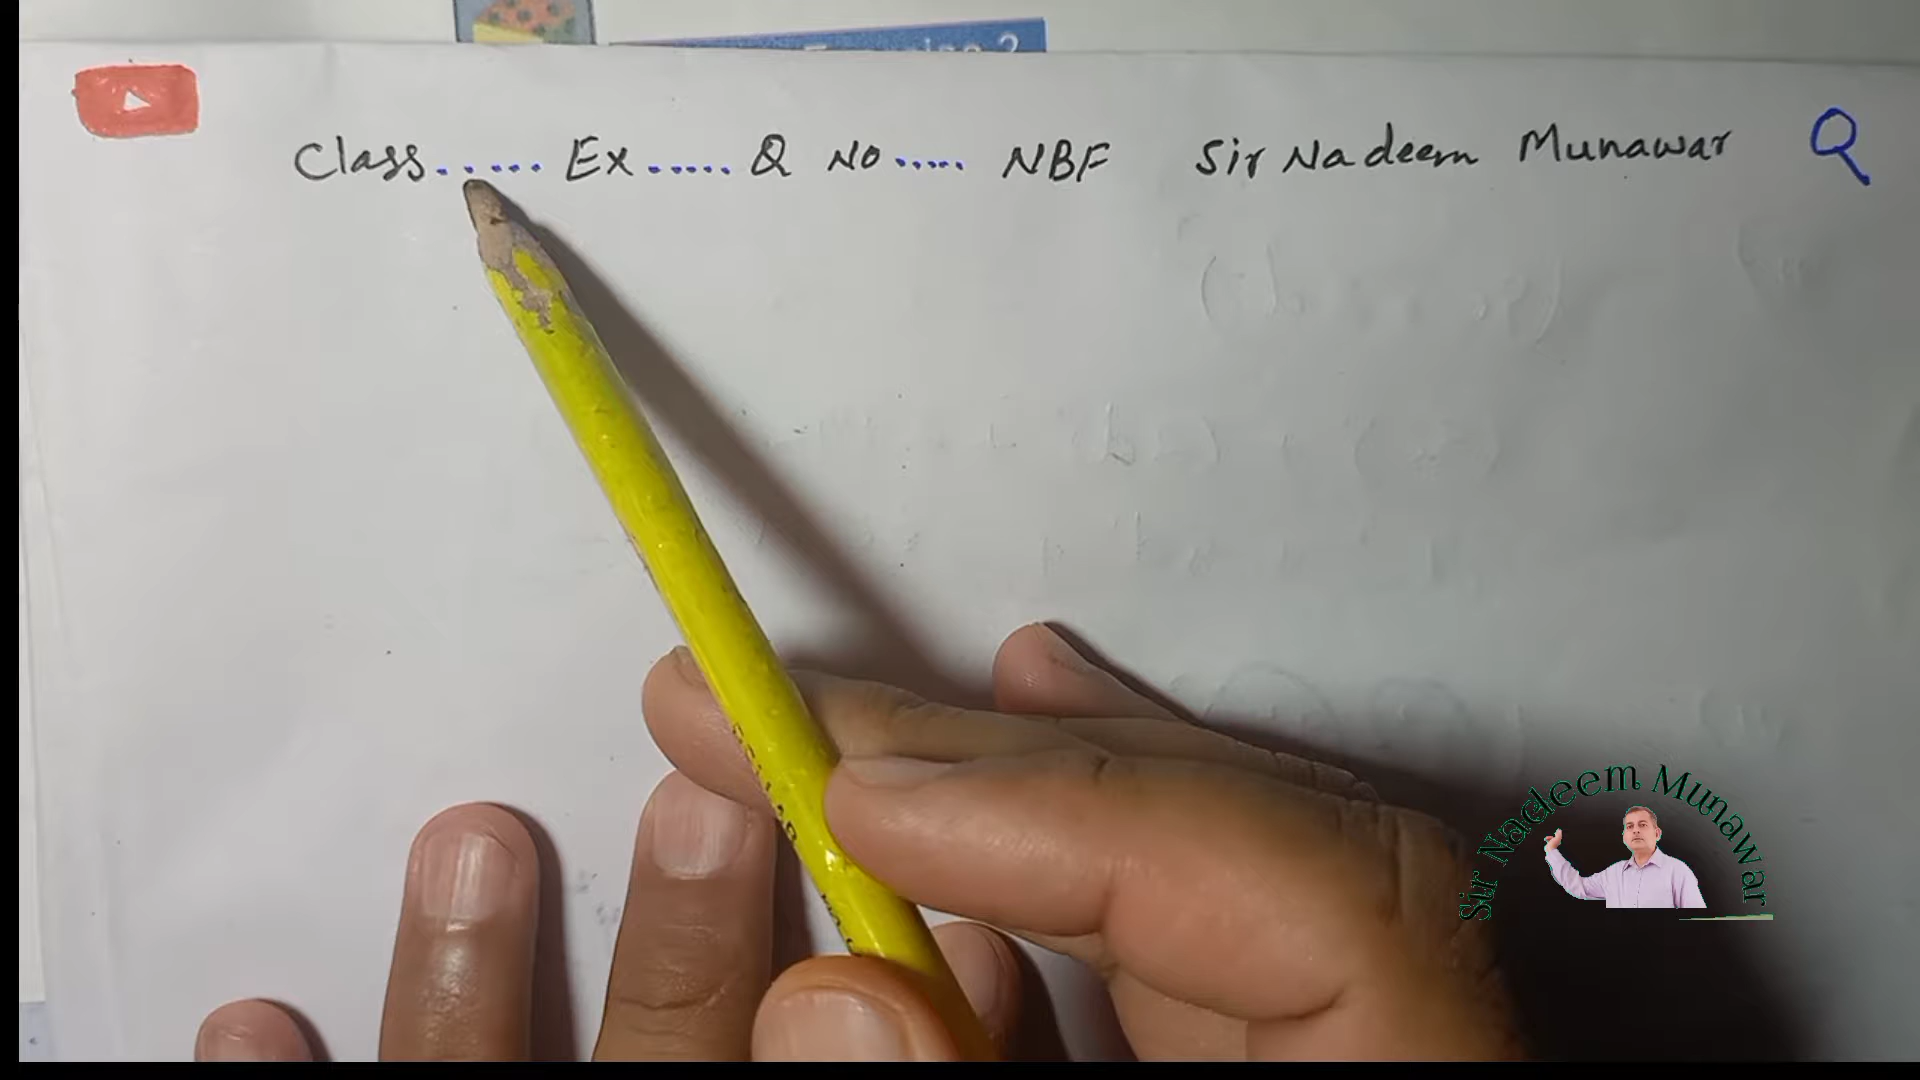 Class...... Ex...... Q No..... NBF Sir Nadeem Munawar Q
Sir Nadeem Munawar